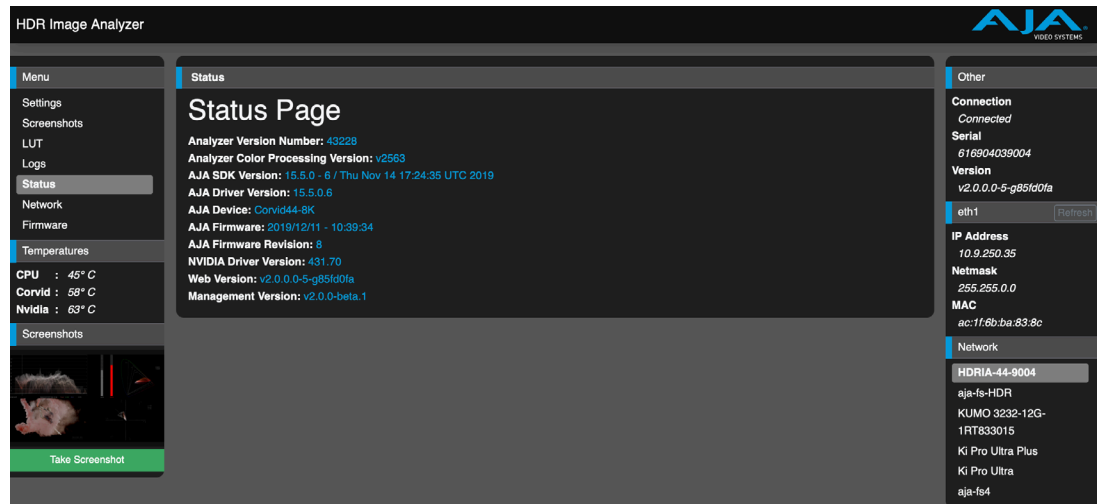 HDR Image Analyzer
AJA
VIDEO SYSTEMS
Menu
Settings
Screenshots
LUT
Logs
Status
Network
Firmware
Temperatures
CPU : 45° C
Corvid : 58° C
Nvidia : 63° C
Screenshots
Take Screenshot
Status
Status Page
Analyzer Version Number: 43228
Analyzer Color Processing Version: v2563
AJA SDK Version: 15.5.0 - 6 / Thu Nov 14 17:24:35 UTC 2019
AJA Driver Version: 15.5.0.6
AJA Device: Corvid44-8K
AJA Firmware: 2019/12/11 - 10:39:34
AJA Firmware Revision: 8
NVIDIA Driver Version: 431.70
Web Version: v2.0.0.0-5-g85fd0fa
Management Version: v2.0.0-beta.1
Other
Connection
Connected
Serial
616904039004
Version
v2.0.0.0-5-g85fd0fa
eth1
Refresh
IP Address
10.9.250.35
Netmask
255.255.0.0
MAC
ac:1f:6b:ba:83:8c
Network
HDRIA-44-9004
aja-fs-HDR
KUMO 3232-12G-
1RT833015
Ki Pro Ultra Plus
Ki Pro Ultra
aja-fs4